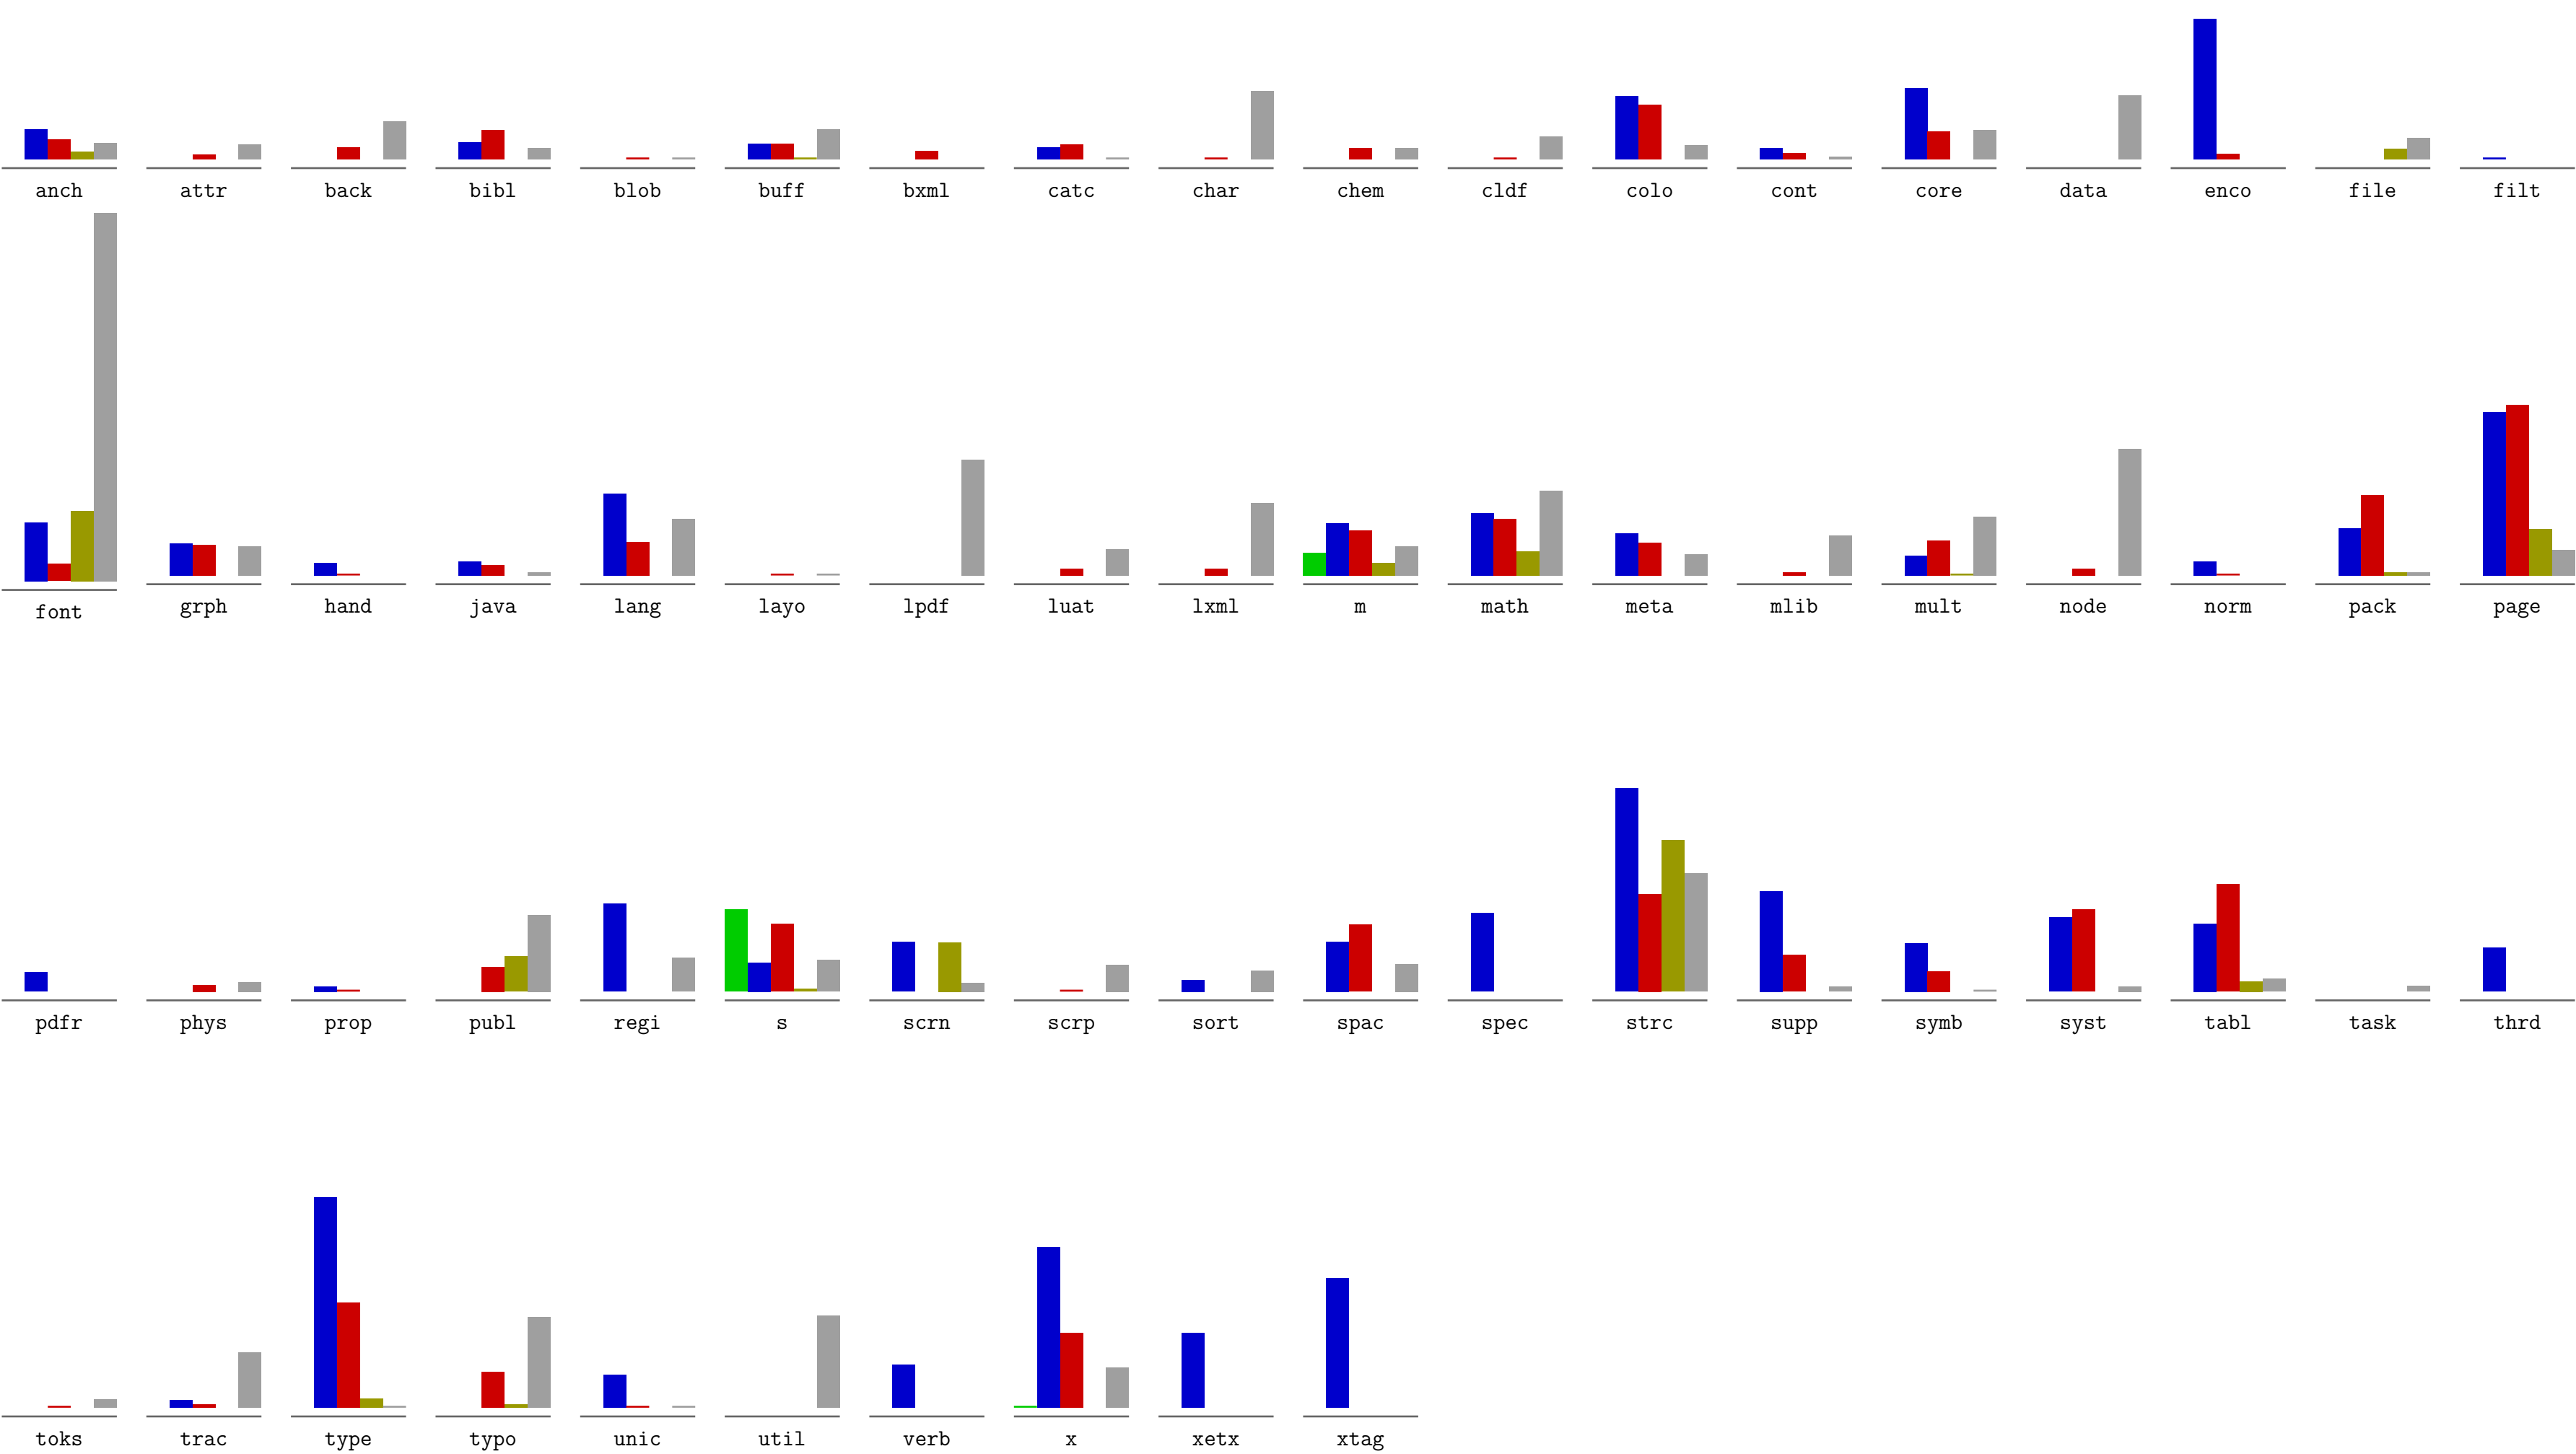 anch attr back bibl blob buff bxml catc char chem cldf colo cont core data enco file filt
font grph hand java lang layo lpdf luat lxml m math meta mlib mult node norm pack page
pdfr phys prop publ regi s scrn scrp sort spac spec strc supp symb syst tabl task thrd
toks trac type typo unic util verb x xetx xtag